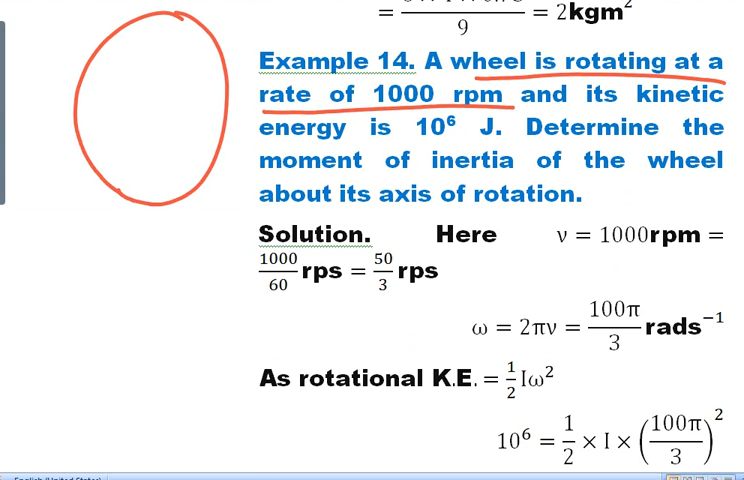 = 9 = 2kgm²
Example 14. A wheel is rotating at a
rate of 1000 rpm and its kinetic
energy is 10⁶ J. Determine the
moment of inertia of the wheel
about its axis of rotation.
Solution. Here ν = 1000rpm =
1000/60 rps = 50/3 rps
ω = 2πν = 100π/3 rads⁻¹
As rotational K.E. = 1/2 Iω²
10⁶ = 1/2 × I × (100π/3)²